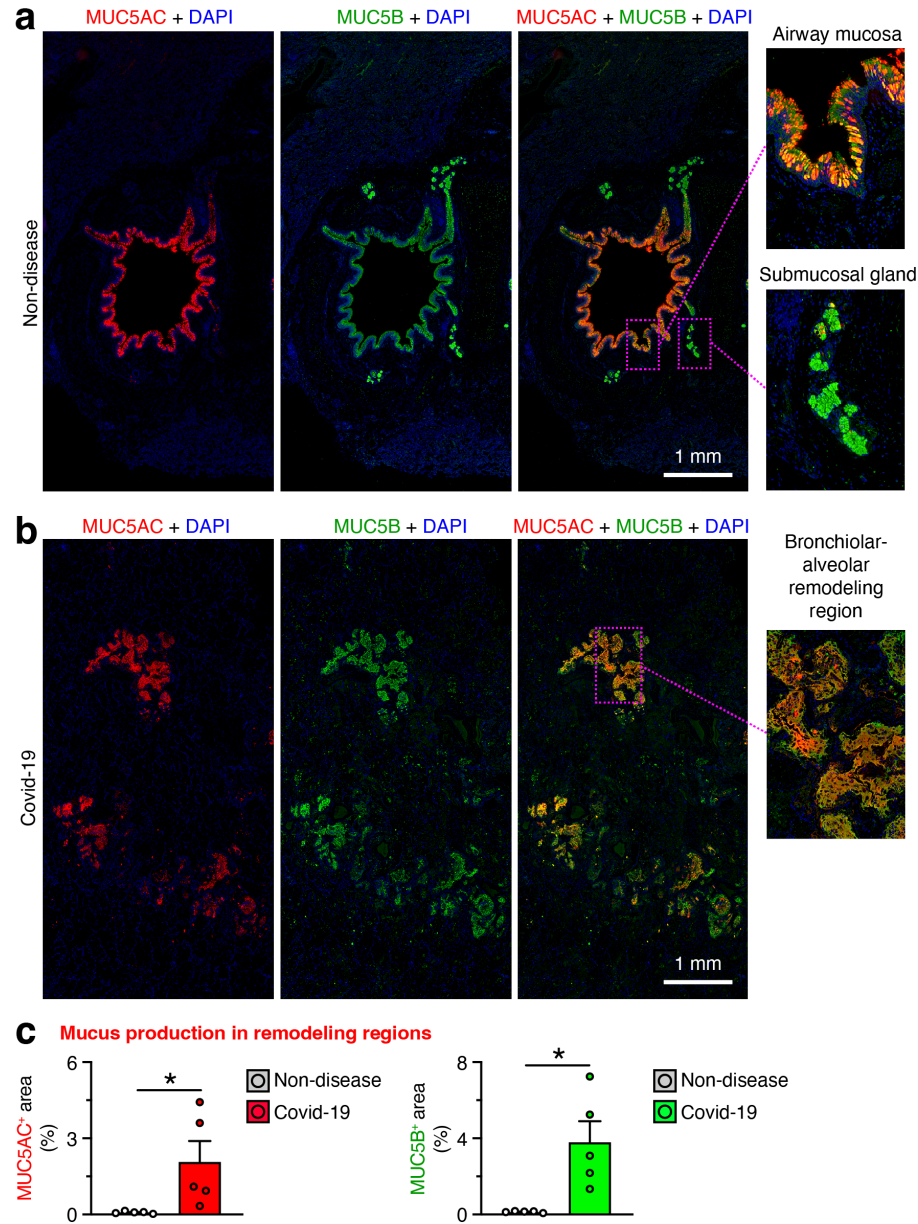 a
MUC5AC + DAPI
MUC5B + DAPI
MUC5AC + MUC5B + DAPI
Airway mucosa
Non-disease
Submucosal gland
1 mm
b
MUC5AC + DAPI
MUC5B + DAPI
MUC5AC + MUC5B + DAPI
Bronchiolar-
alveolar
remodeling
region
Covid-19
1 mm
c
Mucus production in remodeling regions
MUC5AC⁺ area
(%)
6
3
0
*
Non-disease
Covid-19
MUC5B⁺ area
(%)
8
4
0
*
Non-disease
Covid-19